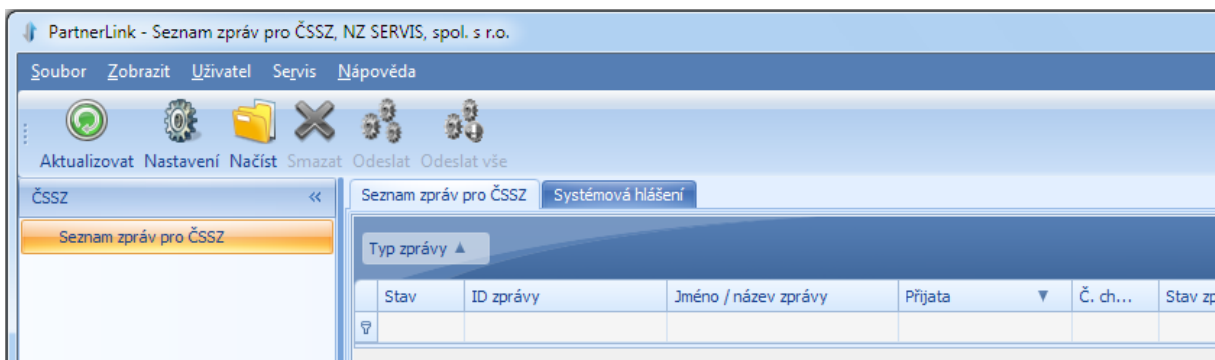 PartnerLink - Seznam zpráv pro ČSSZ, NZ SERVIS, spol. s r.o.
Soubor Zobrazit Uživatel Servis Nápověda
Aktualizovat Nastavení Načíst Smazat Odeslat Odeslat vše
ČSSZ «
Seznam zpráv pro ČSSZ Systémová hlášení
Seznam zpráv pro ČSSZ
Typ zprávy ▲
Stav ID zprávy Jméno / název zprávy Přijata ▼ Č. ch... Stav zp